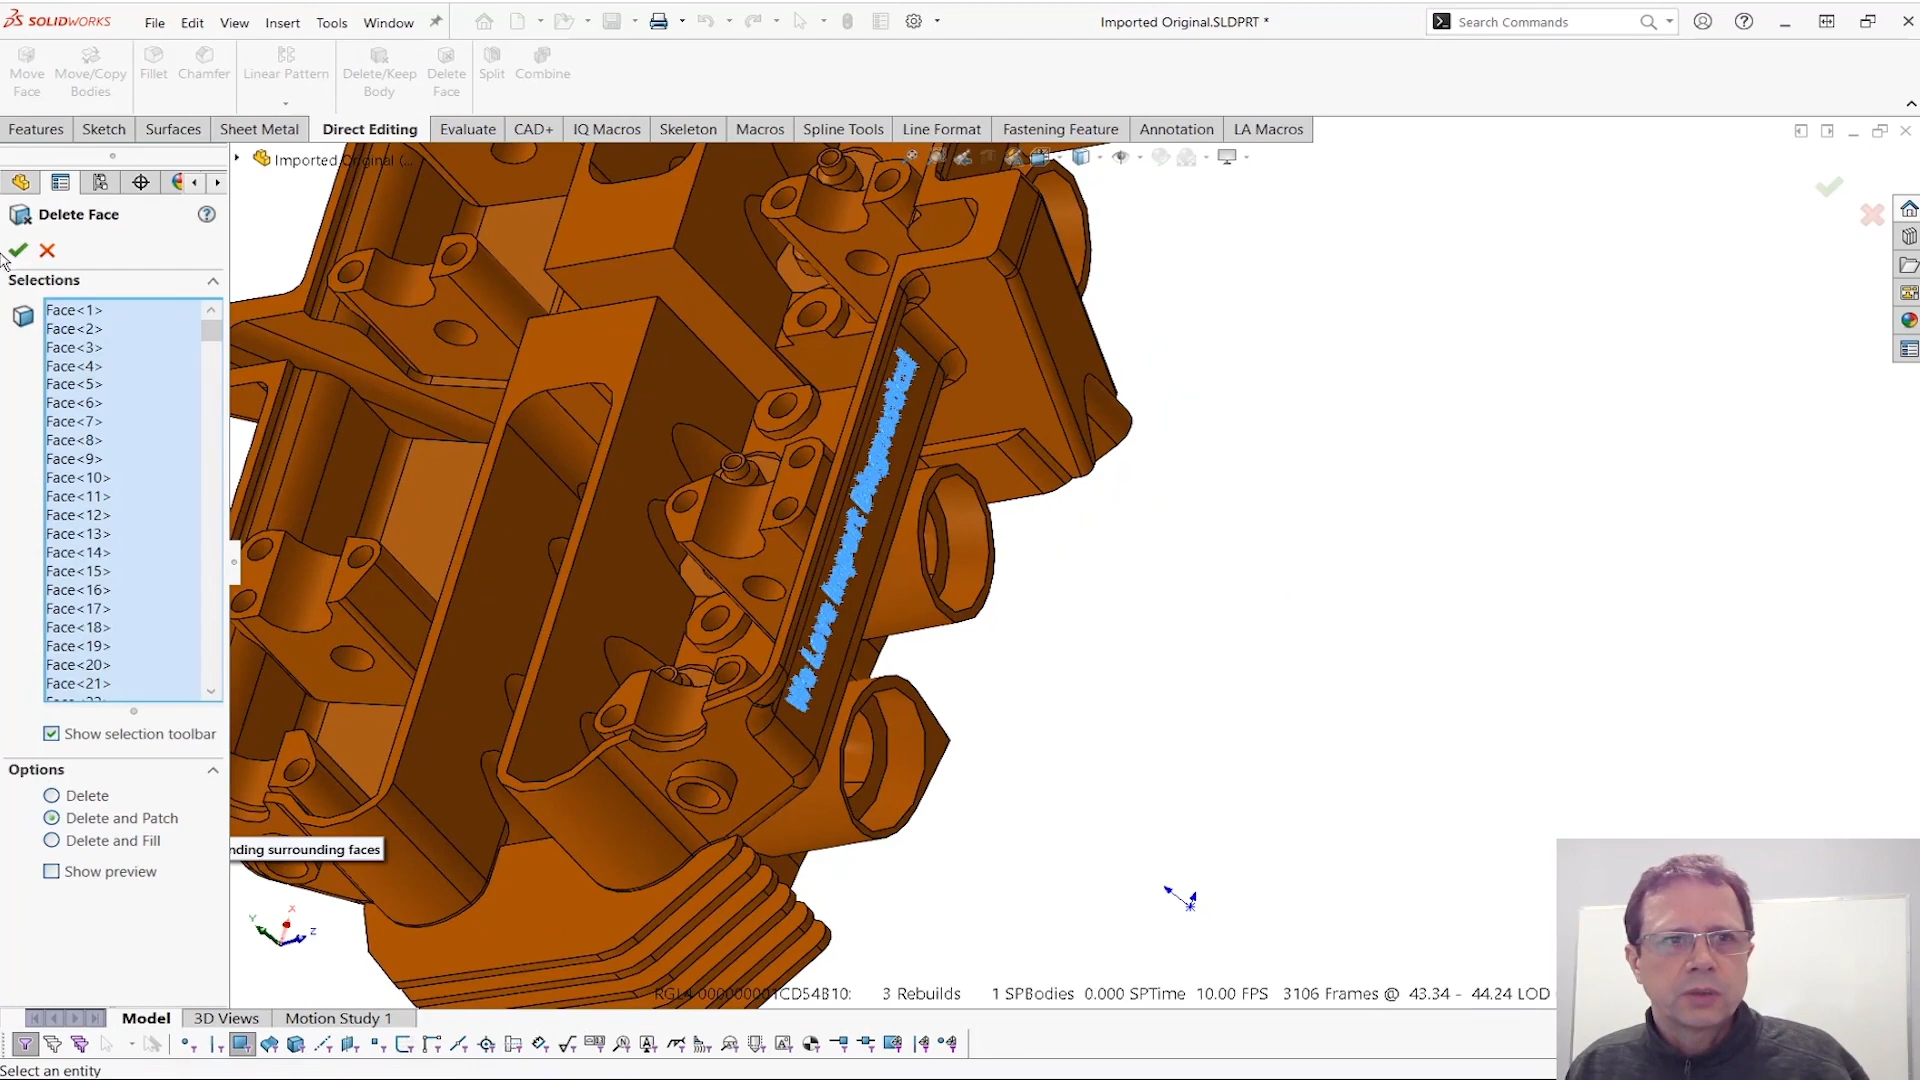 SOLIDWORKS
File Edit View Insert Tools Window
Imported Original.SLDPRT *
Search Commands
Move Face
Move/Copy Bodies
Fillet
Chamfer
Linear Pattern
Delete/Keep Body
Delete Face
Split
Combine
Features Sketch Surfaces Sheet Metal Direct Editing Evaluate CAD+ IQ Macros Skeleton Macros Spline Tools Line Format Fastening Feature Annotation LA Macros
Imported Original (...
Delete Face
Selections
Face<1>
Face<2>
Face<3>
Face<4>
Face<5>
Face<6>
Face<7>
Face<8>
Face<9>
Face<10>
Face<11>
Face<12>
Face<13>
Face<14>
Face<15>
Face<16>
Face<17>
Face<18>
Face<19>
Face<20>
Face<21>
Show selection toolbar
Options
Delete
Delete and Patch
Delete and Fill
nding surrounding faces
Show preview
Y X Z
3 Rebuilds 1 SPBodies 0.000 SPTime 10.00 FPS 3106 Frames @ 43.34 - 44.24 LOD
Model 3D Views Motion Study 1
Select an entity